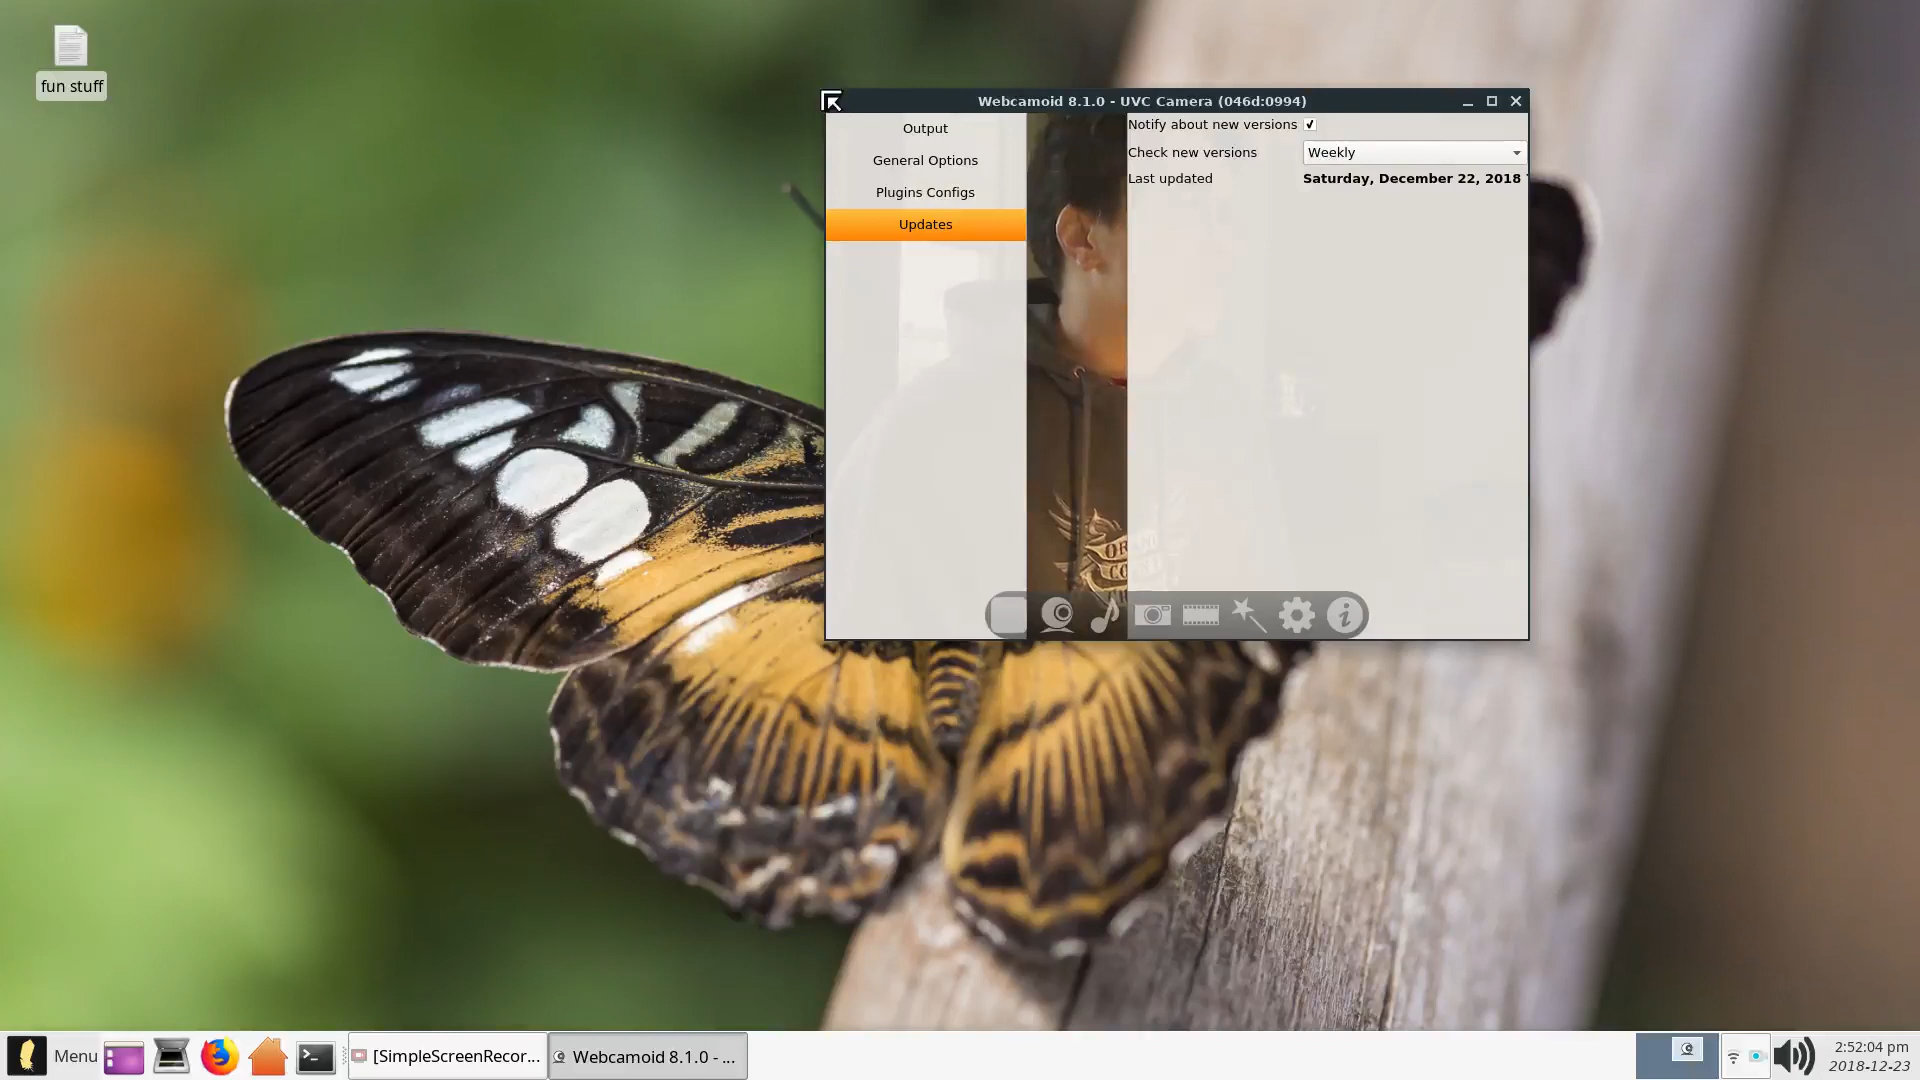 fun stuff
Webcamoid 8.1.0 - UVC Camera (046d:0994)
Output
General Options
Plugins Configs
Updates
Notify about new versions
Check new versions
Weekly
Last updated
Saturday, December 22, 2018
Menu
[SimpleScreenRecor...
Webcamoid 8.1.0 - ...
2:52:04 pm
2018-12-23